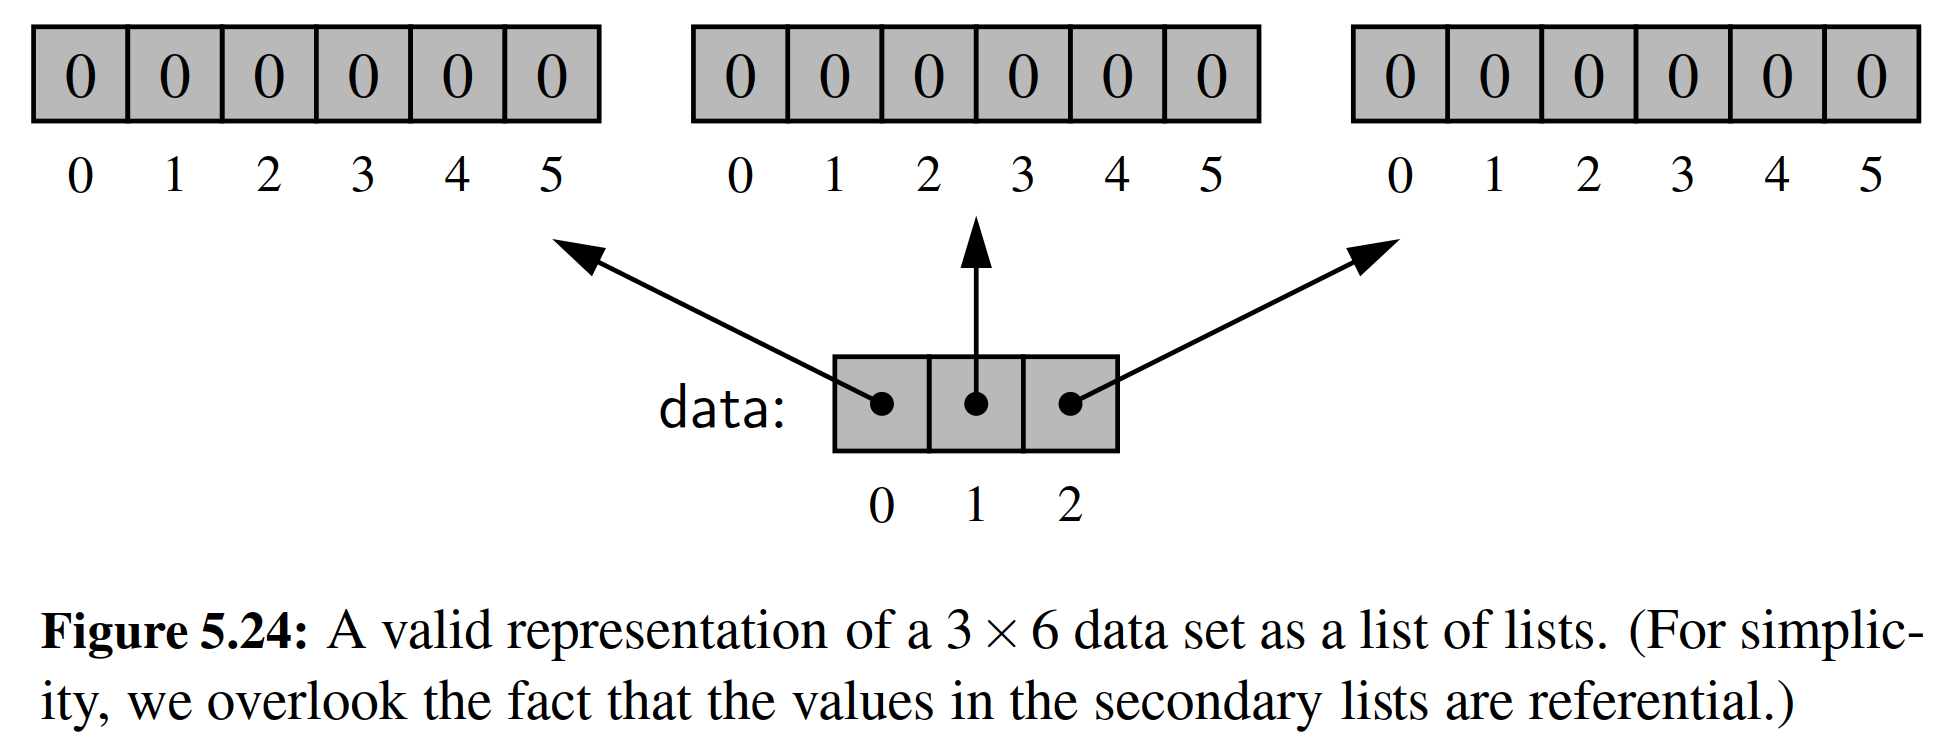 0 0 0 0 0 0 0 0 0 0 0 0 0 0 0 0 0 0
0 1 2 3 4 5 0 1 2 3 4 5 0 1 2 3 4 5
data:
0 1 2
Figure 5.24: A valid representation of a 3 × 6 data set as a list of lists. (For simplic-
ity, we overlook the fact that the values in the secondary lists are referential.)